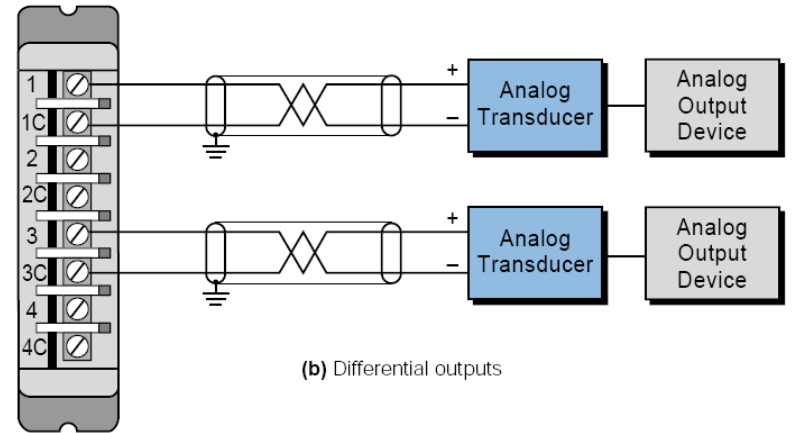 1
1C
2
2C
3
3C
4
4C
+
−
Analog
Transducer
Analog
Output
Device
+
−
Analog
Transducer
Analog
Output
Device
(b) Differential outputs